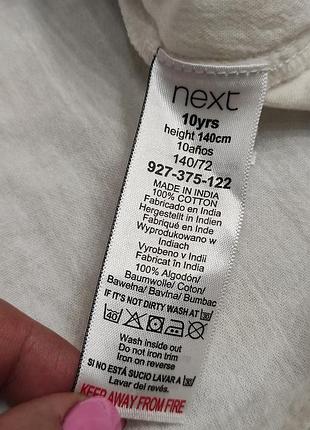 next
10yrs
height 140cm
10años
140/72
927-375-122
MADE IN INDIA
100% COTTON
Fabricado en India
Hergestellt in Indien
Fabriqué en Inde
Wyprodukowano w
Indiach
Vyrobeno v Indii
Fabricat în India
100% Algodón/
Baumwolle/ Coton/
Bawełna/ Bavlna/ Bumbac
IF IT'S NOT DIRTY WASH AT 30
40
Wash inside out
Do not iron trim
Iron on reverse
SI NO ESTÁ SUCIO LAVAR A 30
Lavar del revés.
KEEP AWAY FROM FIRE